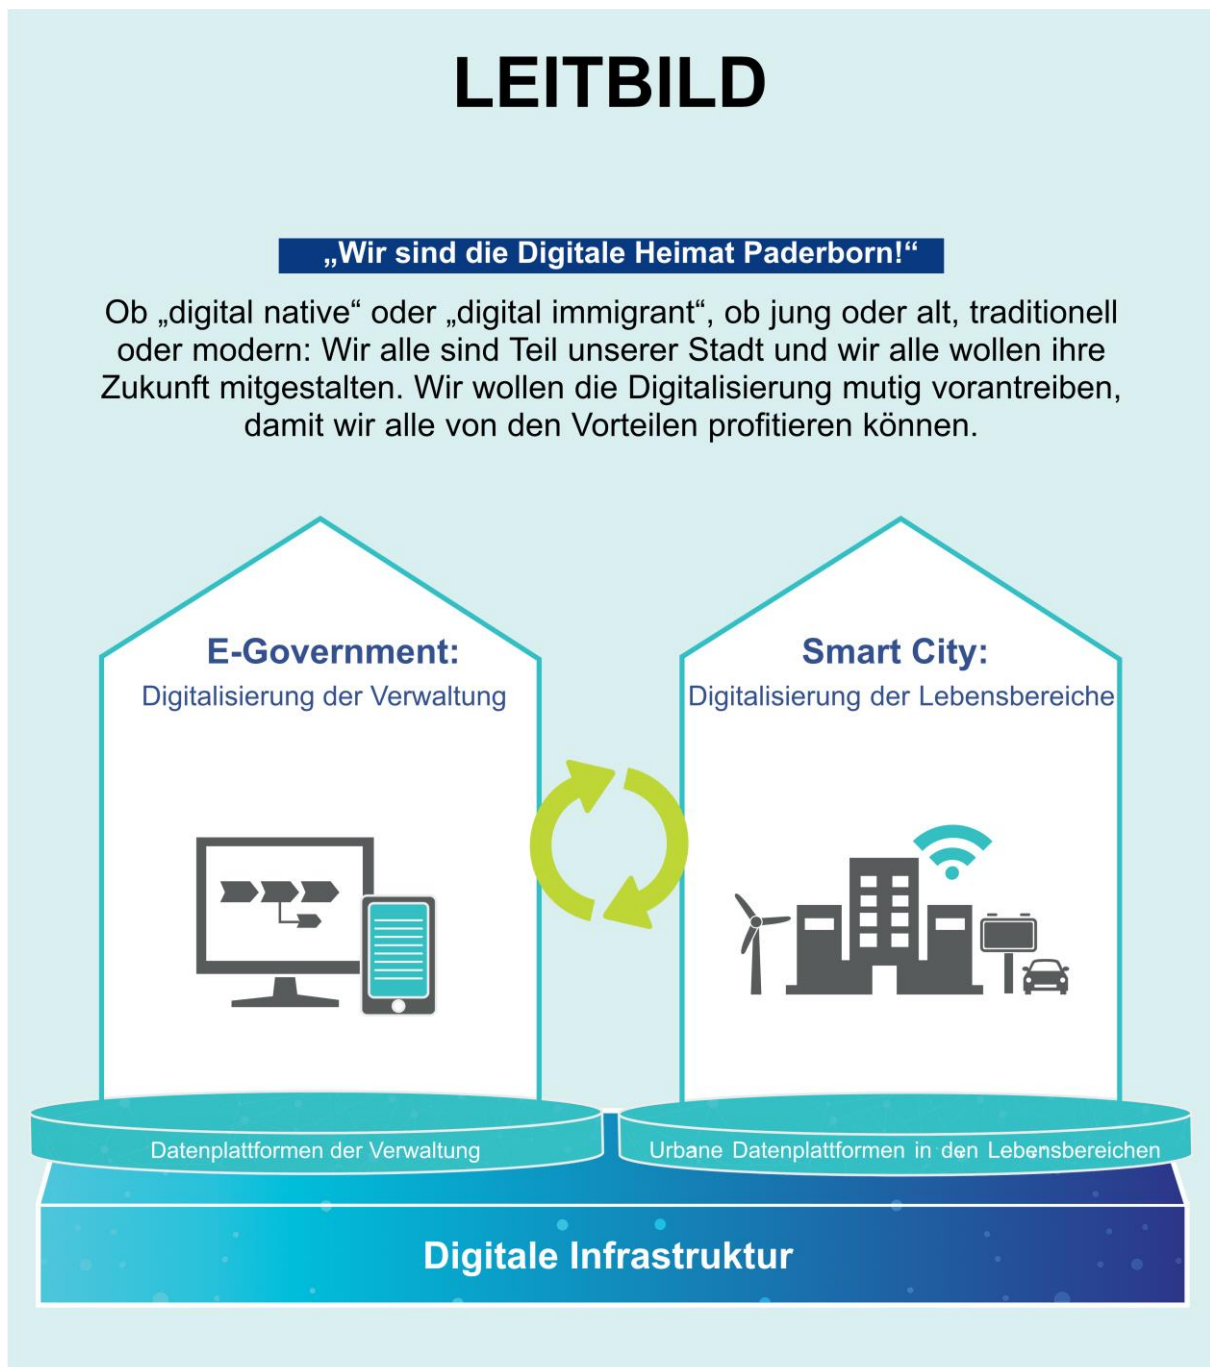 LEITBILD
„Wir sind die Digitale Heimat Paderborn!“
Ob „digital native“ oder „digital immigrant“, ob jung oder alt, traditionell
oder modern: Wir alle sind Teil unserer Stadt und wir alle wollen ihre
Zukunft mitgestalten. Wir wollen die Digitalisierung mutig vorantreiben,
damit wir alle von den Vorteilen profitieren können.
E-Government:
Digitalisierung der Verwaltung
Smart City:
Digitalisierung der Lebensbereiche
Datenplattformen der Verwaltung
Urbane Datenplattformen in den Lebensbereichen
Digitale Infrastruktur